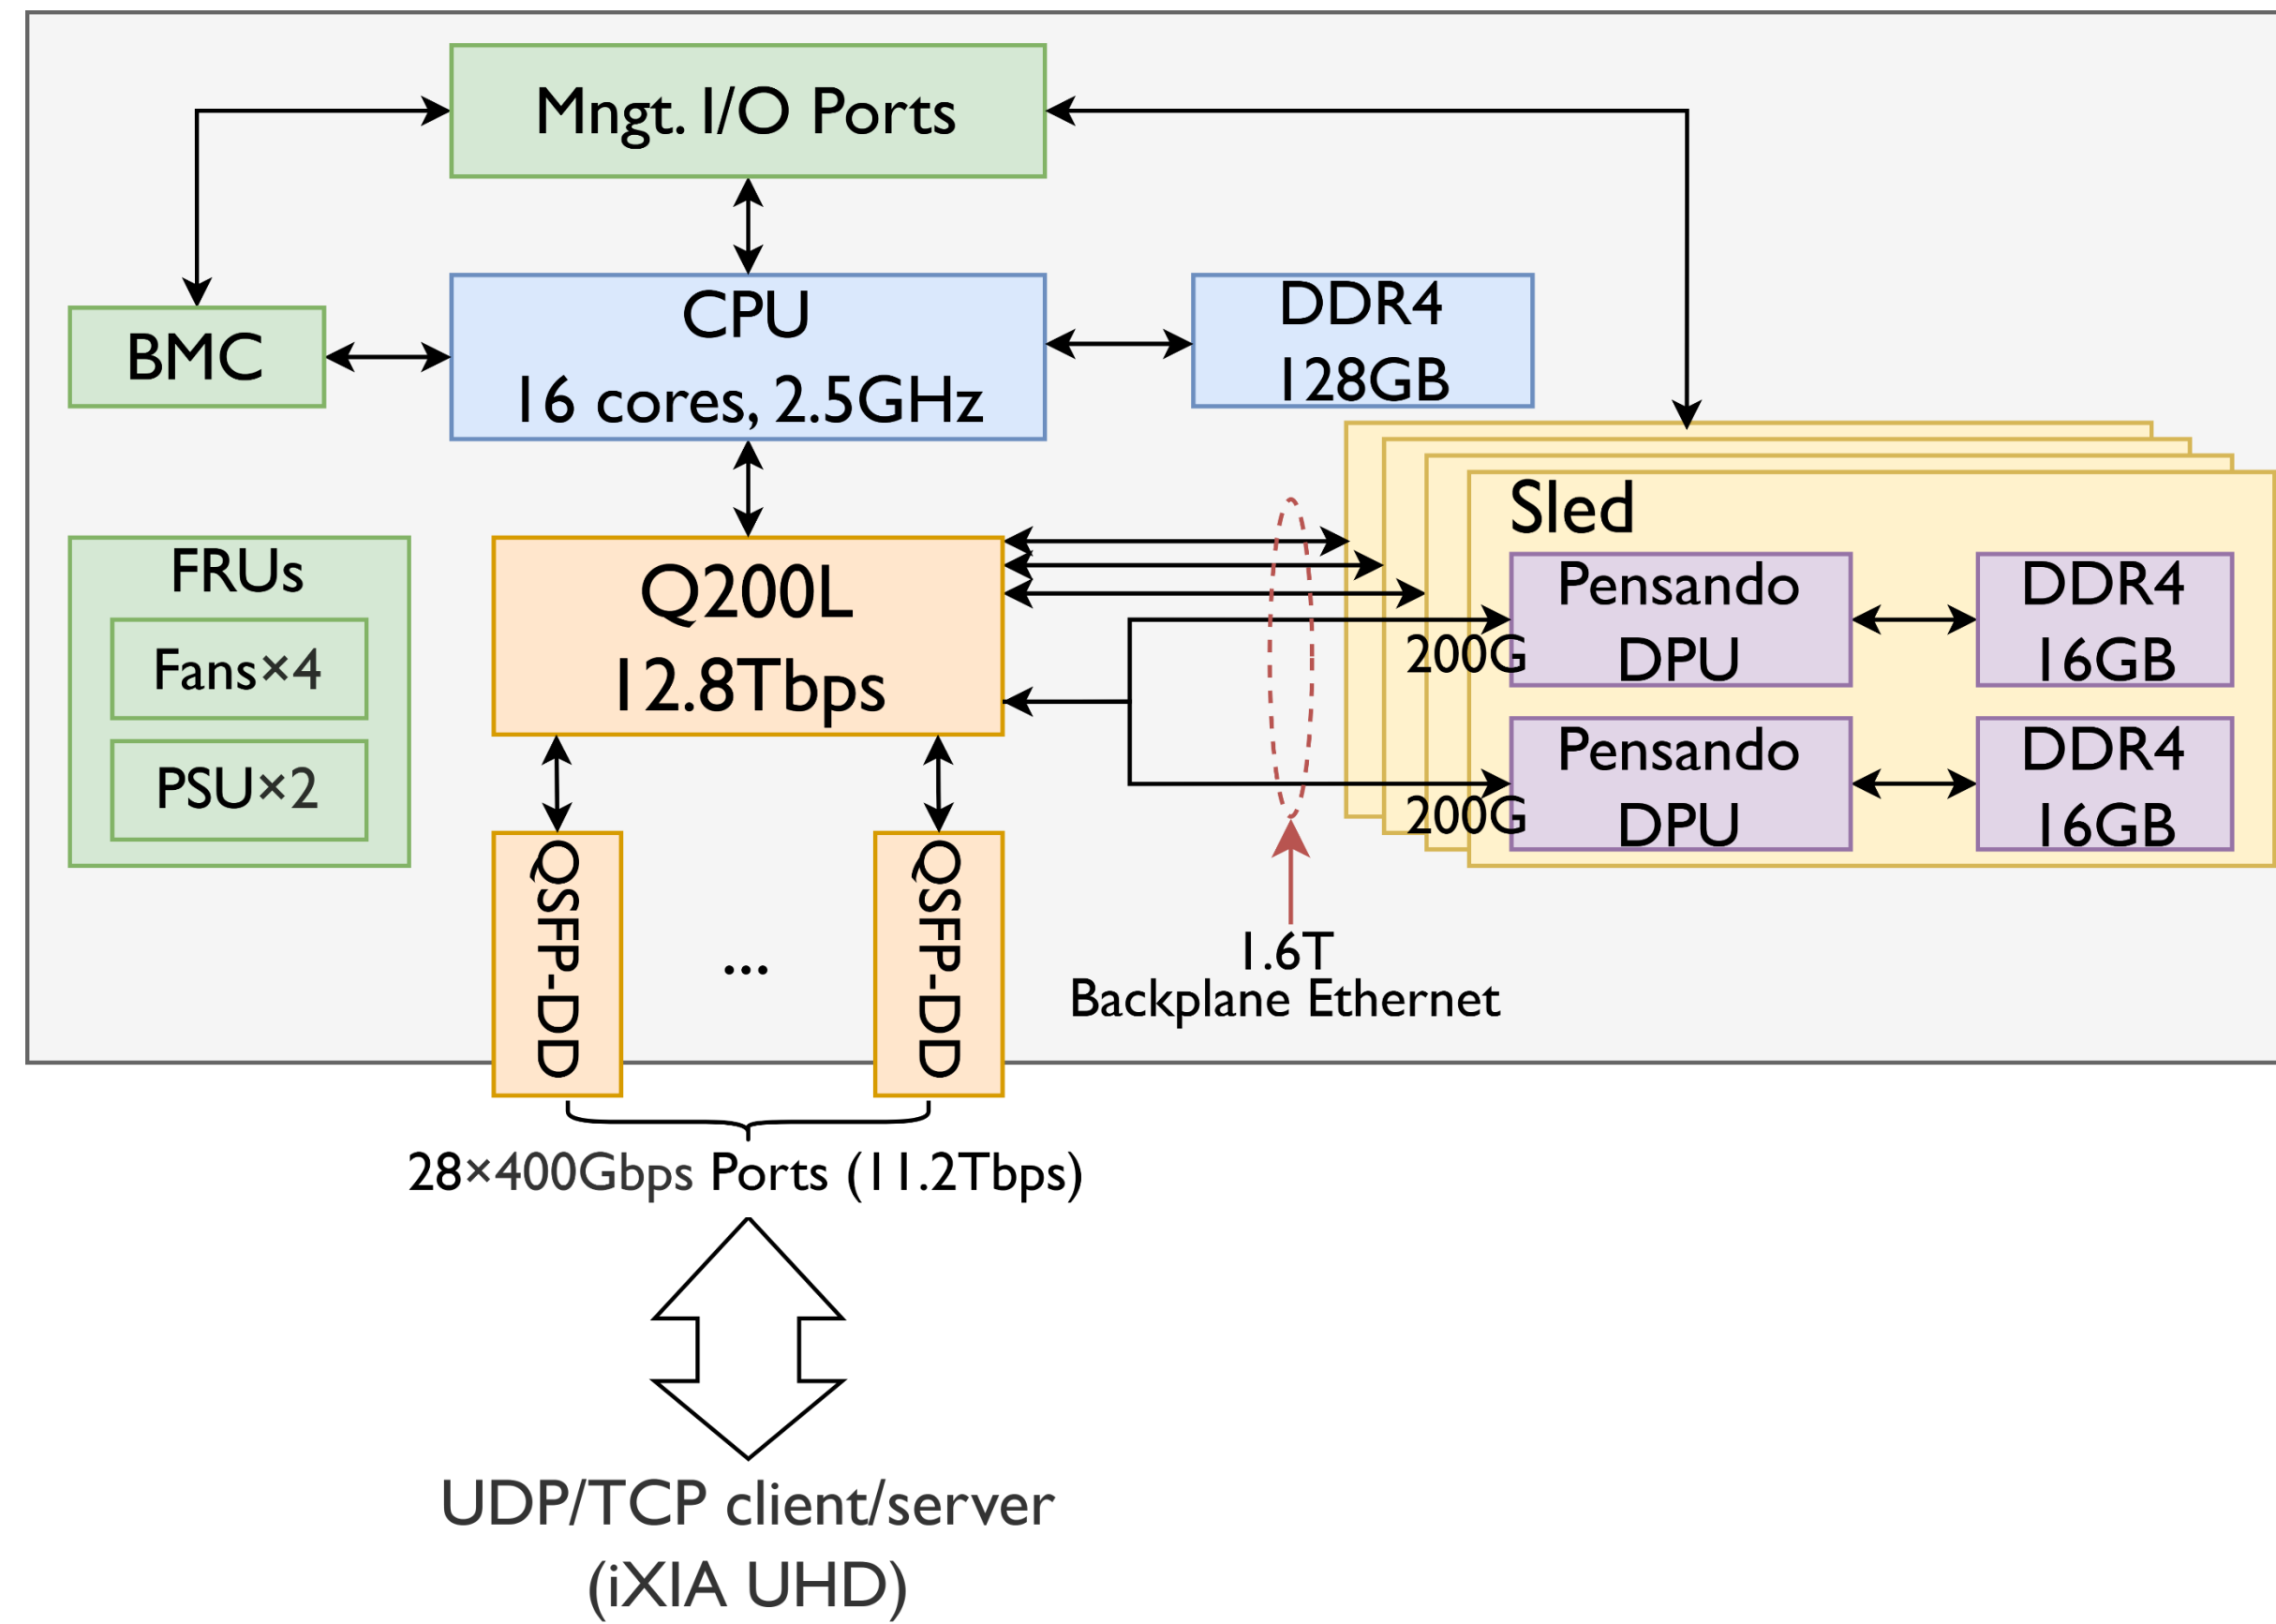 Mngt. I/O Ports
BMC
CPU
16 cores, 2.5GHz
DDR4
128GB
FRUs
Fans×4
PSU×2
Q200L
12.8Tbps
Sled
Pensando
DPU
DDR4
16GB
200G
Pensando
DPU
DDR4
16GB
200G
QSFP-DD
...
QSFP-DD
1.6T
Backplane Ethernet
28×400Gbps Ports (11.2Tbps)
UDP/TCP client/server
(iXIA UHD)